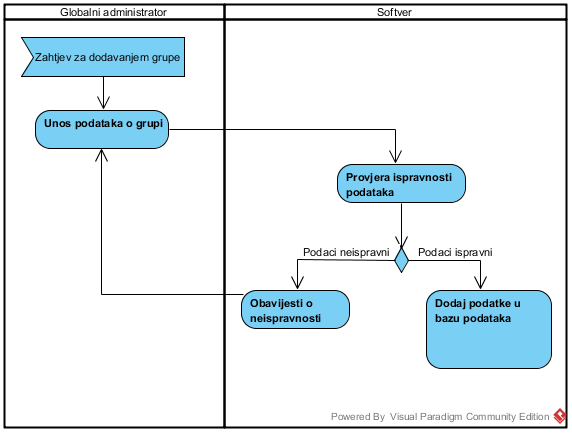 Globalni administrator
Softver
Zahtjev za dodavanjem grupe
Unos podataka o grupi
Provjera ispravnosti
podataka
Podaci neispravni
Podaci ispravni
Obavijesti o
neispravnosti
Dodaj podatke u
bazu podataka
Powered By Visual Paradigm Community Edition